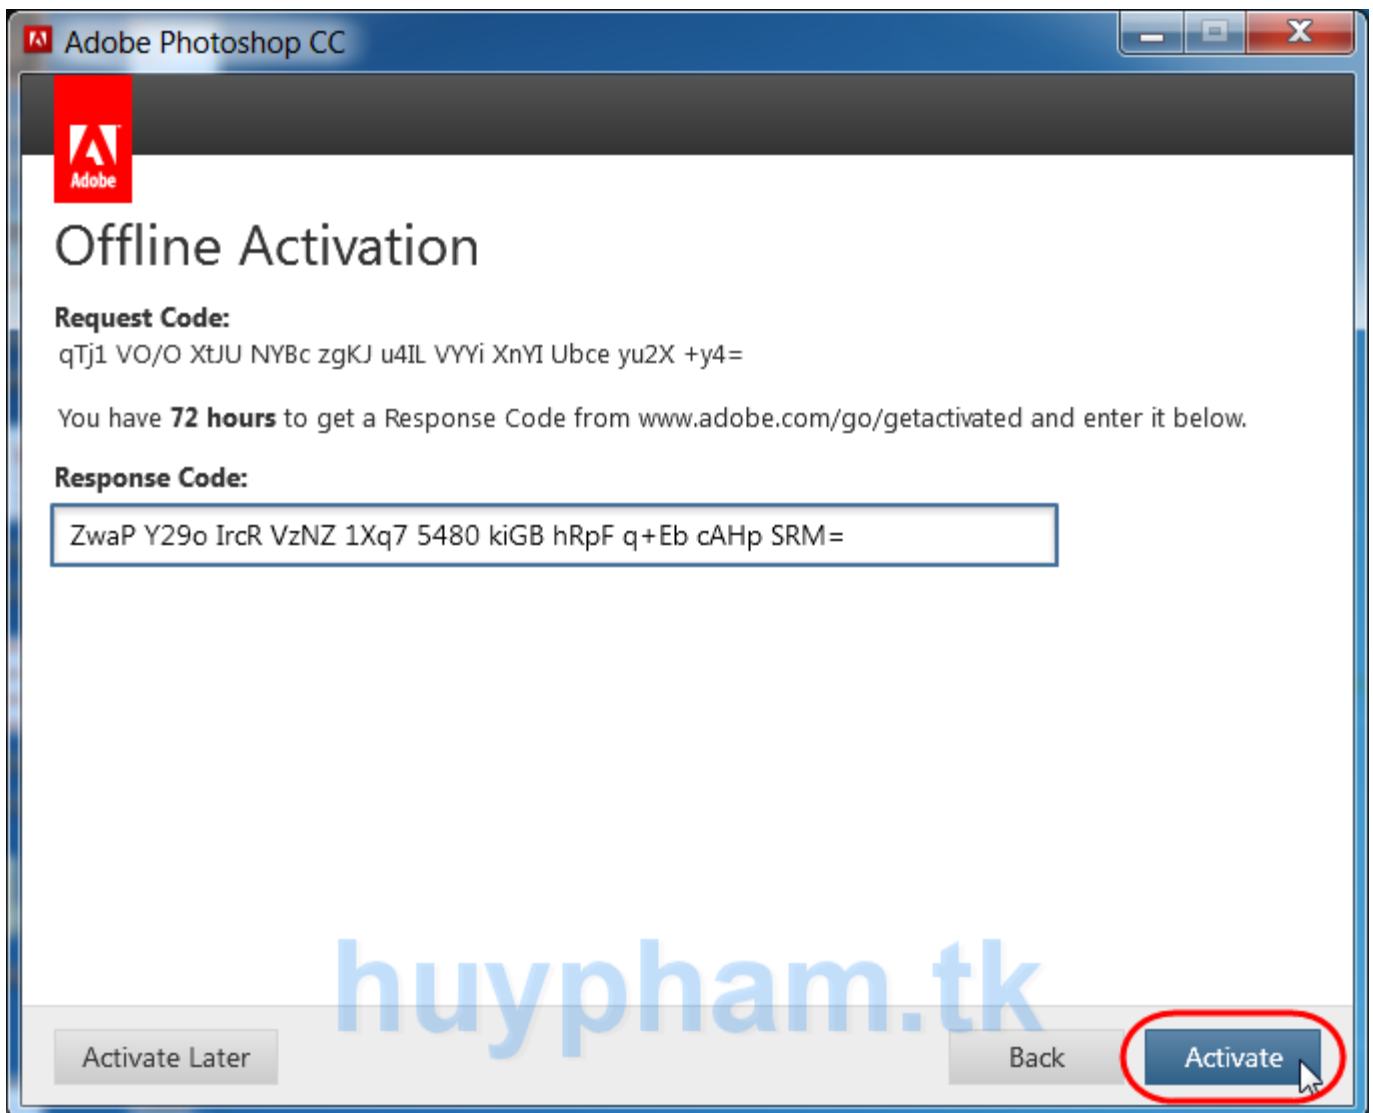 Adobe Photoshop CC
Adobe
Offline Activation
Request Code:
qTj1 VO/O XtJU NYBc zgKJ u4IL VYYi XnYI Ubce yu2X +y4=
You have 72 hours to get a Response Code from www.adobe.com/go/getactivated and enter it below.
Response Code:
ZwaP Y29o IrcR VzNZ 1Xq7 5480 kiGB hRpF q+Eb cAHp SRM=
huypham.tk
Activate Later Back Activate